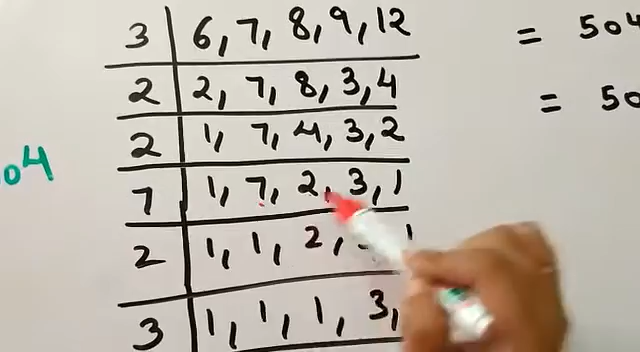 3 | 6, 7, 8, 9, 12
2 | 2, 7, 8, 3, 4
2 | 1, 7, 4, 3, 2
7 | 1, 7, 2, 3, 1
2 | 1, 1, 2,
3 | 1, 1, 1, 3,
= 504
= 50
04